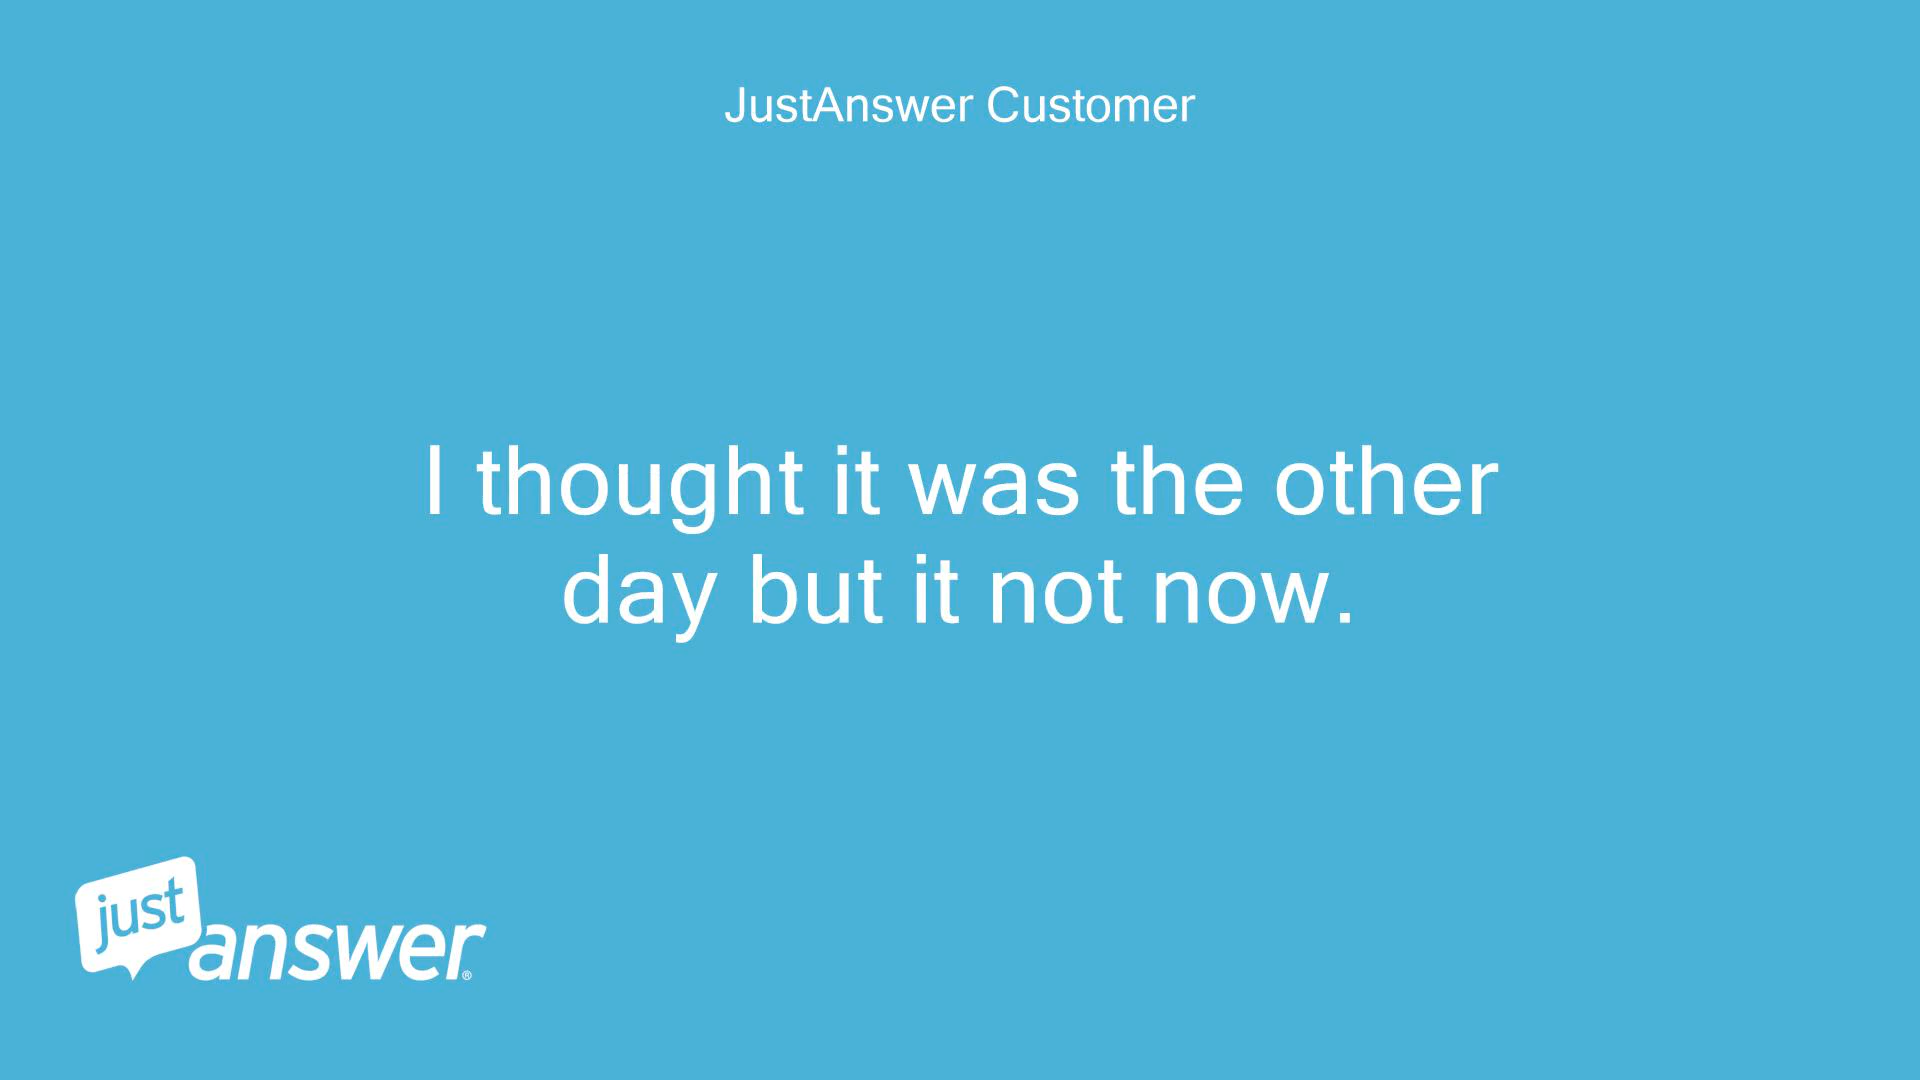 JustAnswer Customer
I thought it was the other
day but it not now.
just
answer®